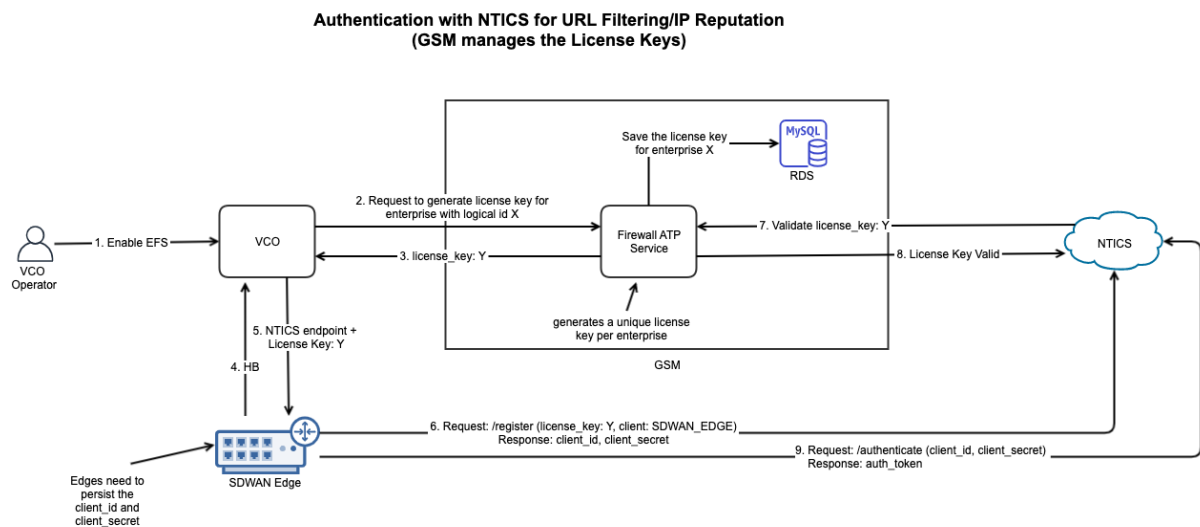 Authentication with NTICS for URL Filtering/IP Reputation
(GSM manages the License Keys)
MySQL
Save the license key
for enterprise X
RDS
2. Request to generate license key for
enterprise with logical id X
VCO
Firewall ATP
Service
7. Validate license_key: Y
1. Enable EFS
NTICS
3. license_key: Y
8. License Key Valid
VCO
Operator
generates a unique license
key per enterprise
5. NTICS endpoint +
License Key: Y
4. HB
GSM
6. Request: /register (license_key: Y, client: SDWAN_EDGE)
Response: client_id, client_secret
9. Request: /authenticate (client_id, client_secret)
Response: auth_token
SDWAN Edge
Edges need to
persist the
client_id and
client_secret